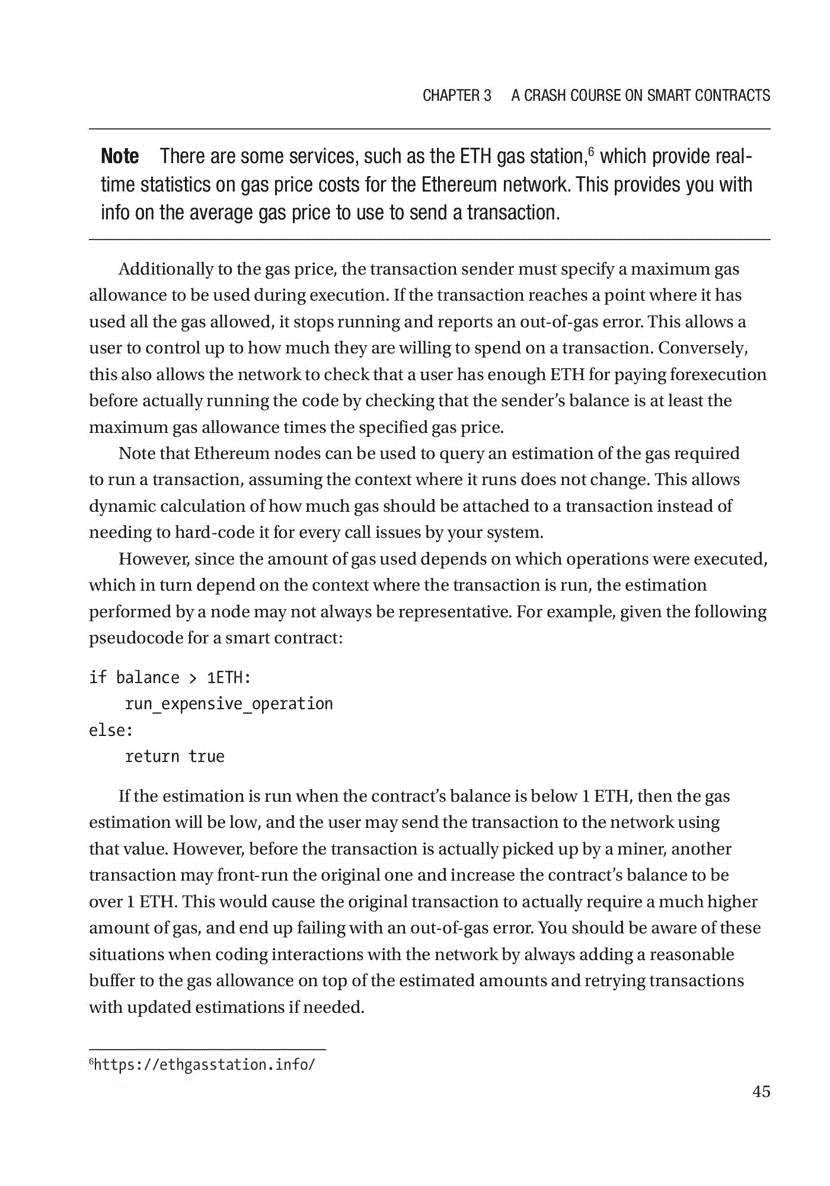 CHAPTER 3 A CRASH COURSE ON SMART CONTRACTS
Note There are some services, such as the ETH gas station,⁶ which provide real-
time statistics on gas price costs for the Ethereum network. This provides you with
info on the average gas price to use to send a transaction.
Additionally to the gas price, the transaction sender must specify a maximum gas
allowance to be used during execution. If the transaction reaches a point where it has
used all the gas allowed, it stops running and reports an out-of-gas error. This allows a
user to control up to how much they are willing to spend on a transaction. Conversely,
this also allows the network to check that a user has enough ETH for paying forexecution
before actually running the code by checking that the sender's balance is at least the
maximum gas allowance times the specified gas price.
Note that Ethereum nodes can be used to query an estimation of the gas required
to run a transaction, assuming the context where it runs does not change. This allows
dynamic calculation of how much gas should be attached to a transaction instead of
needing to hard-code it for every call issues by your system.
However, since the amount of gas used depends on which operations were executed,
which in turn depend on the context where the transaction is run, the estimation
performed by a node may not always be representative. For example, given the following
pseudocode for a smart contract:
if balance > 1ETH:
    run_expensive_operation
else:
    return true
If the estimation is run when the contract's balance is below 1 ETH, then the gas
estimation will be low, and the user may send the transaction to the network using
that value. However, before the transaction is actually picked up by a miner, another
transaction may front-run the original one and increase the contract's balance to be
over 1 ETH. This would cause the original transaction to actually require a much higher
amount of gas, and end up failing with an out-of-gas error. You should be aware of these
situations when coding interactions with the network by always adding a reasonable
buffer to the gas allowance on top of the estimated amounts and retrying transactions
with updated estimations if needed.
⁶https://ethgasstation.info/
45